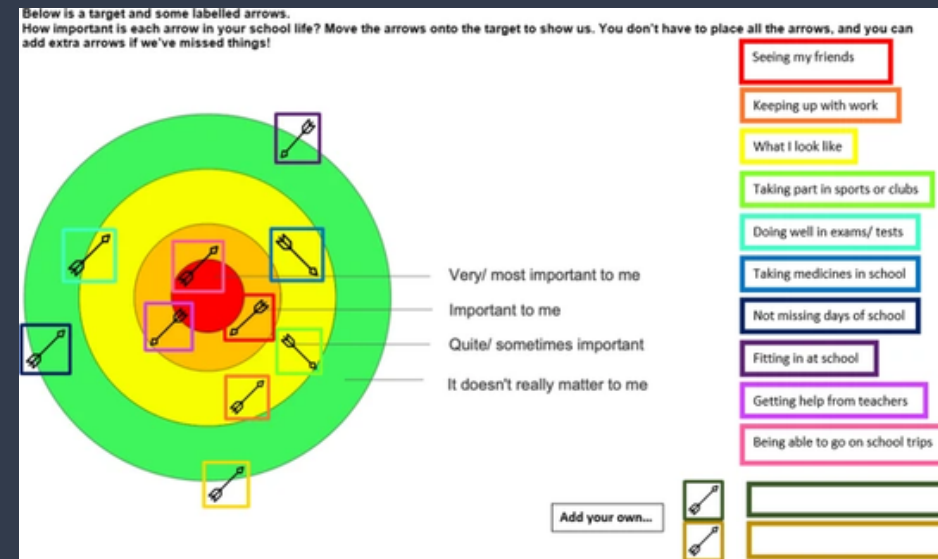 Below is a target and some labelled arrows.
How important is each arrow in your school life? Move the arrows onto the target to show us. You don't have to place all the arrows, and you can
add extra arrows if we've missed things!
Seeing my friends
Keeping up with work
What I look like
Taking part in sports or clubs
Doing well in exams/ tests
Taking medicines in school
Not missing days of school
Fitting in at school
Getting help from teachers
Being able to go on school trips
Very/ most important to me
Important to me
Quite/ sometimes important
It doesn't really matter to me
Add your own...